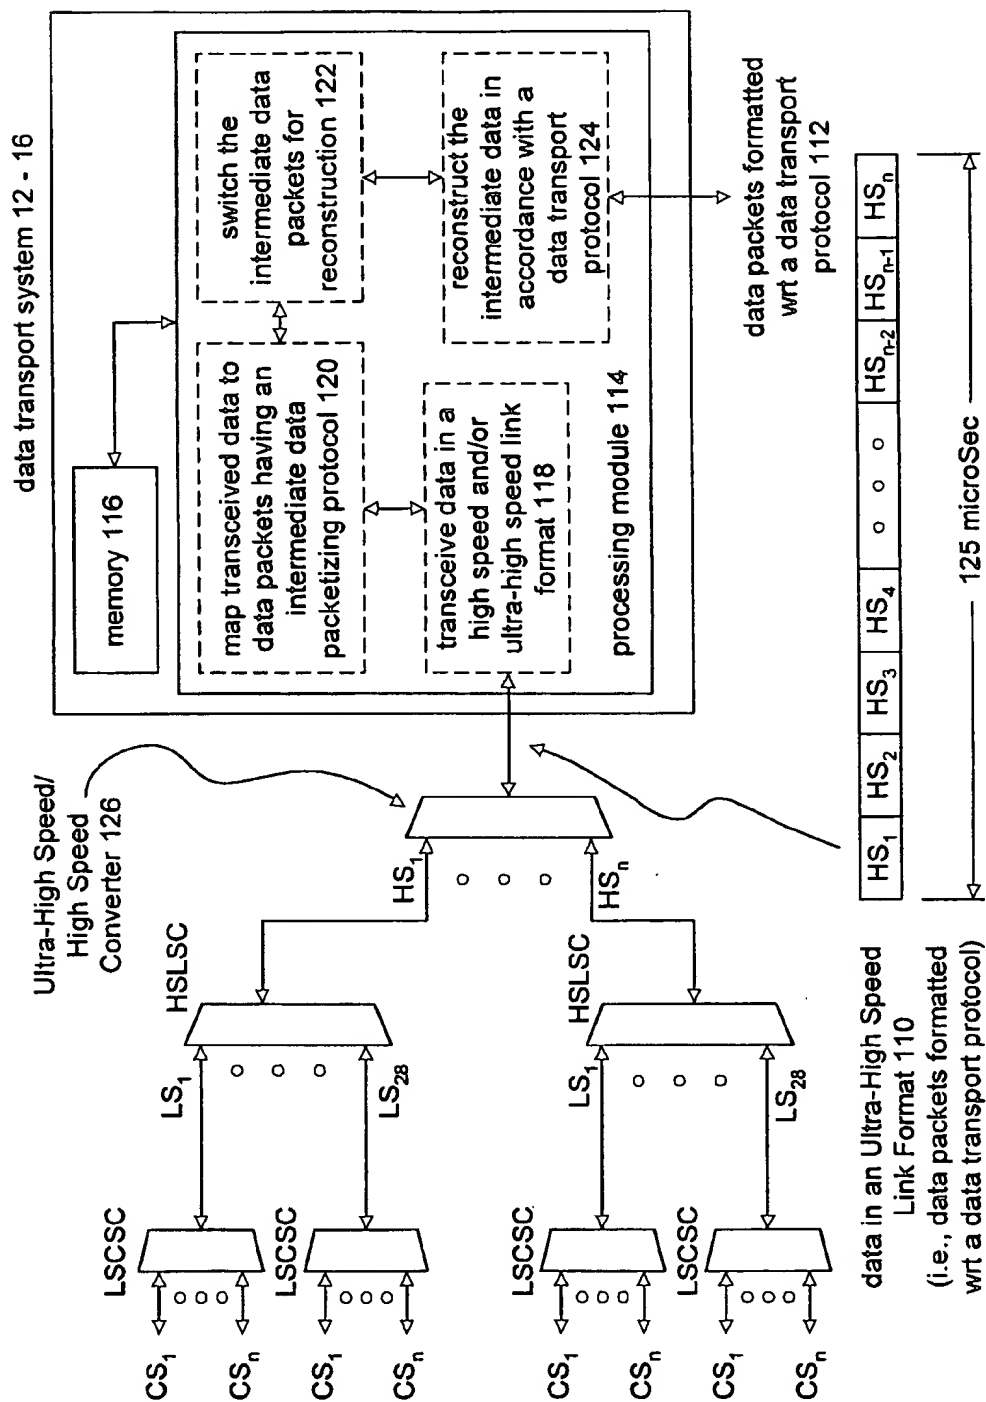 data transport system 12 - 16
memory 116
map transceived data to
data packets having an
intermediate data
packetizing protocol 120
switch the
intermediate data
packets for
reconstruction 122
transceive data in a
high speed and/or
ultra-high speed link
format 118
reconstruct the
intermediate data in
accordance with a
data transport
protocol 124
processing module 114
data packets formatted
wrt a data transport
protocol 112
Ultra-High Speed/
High Speed
Converter 126
HS1
HSn
HSLSC
HSLSC
LS1
LS28
LS1
LS28
LSCSC
LSCSC
LSCSC
LSCSC
CS1
CSn
CS1
CSn
CS1
CSn
CS1
CSn
data in an Ultra-High Speed
Link Format 110
(i.e., data packets formatted
wrt a data transport protocol)
HS1 HS2 HS3 HS4 HSn-2 HSn-1 HSn
125 microSec